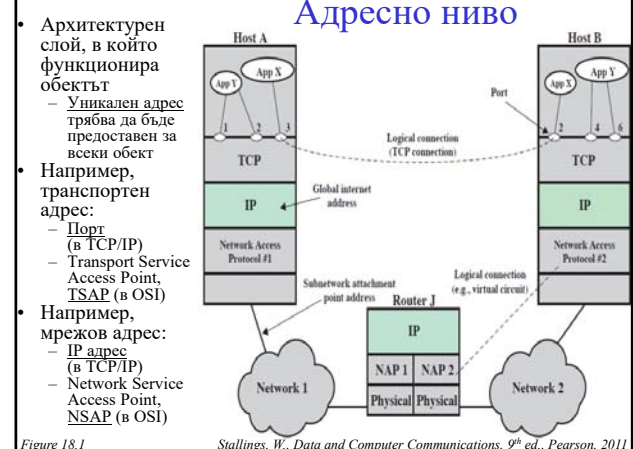 Адресно ниво
• Архитектурен
слой, в който
функционира
обектът
– Уникален адрес
трябва да бъде
предоставен за
всеки обект
• Например,
транспортен
адрес:
– Порт
(в TCP/IP)
– Transport Service
Access Point,
TSAP (в OSI)
• Например,
мрежов адрес:
– IP адрес
(в TCP/IP)
– Network Service
Access Point,
NSAP (в OSI)
Host A
App Y
App X
1 2 3
TCP
IP
Network Access
Protocol #1
Port
Logical connection
(TCP connection)
Global internet
address
Subnetwork attachment
point address
Logical connection
(e.g., virtual circuit)
Host B
App X
App Y
2 4 6
TCP
IP
Network Access
Protocol #2
Router J
IP
NAP 1 NAP 2
Physical Physical
Network 1
Network 2
Figure 18.1
Stallings, W., Data and Computer Communications, 9th ed., Pearson, 2011